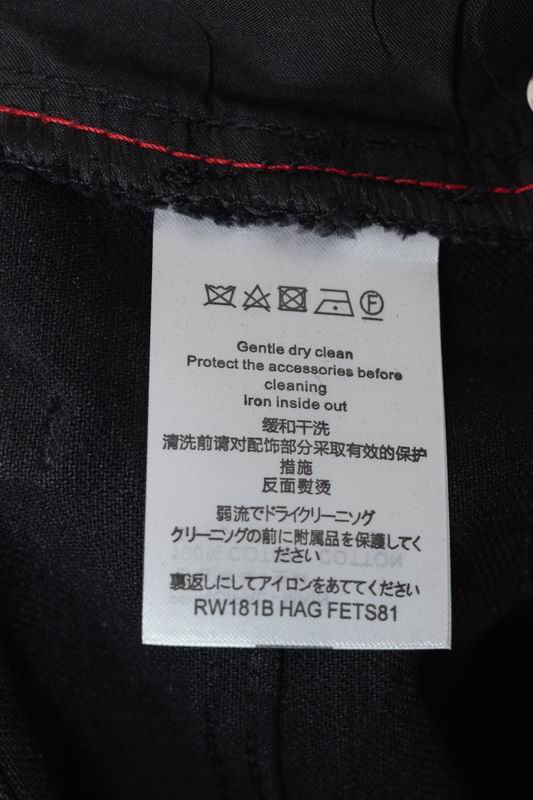 F
Gentle dry clean
Protect the accessories before
cleaning
iron inside out
缓和干洗
清洗前请对配饰部分采取有效的保护
措施
反面熨烫
弱流でドライクリーニソグ
クリーニングの前に附属品を保護してく
ださい
裏返しにしてアイロンをあててください
RW181B HAG FETS81